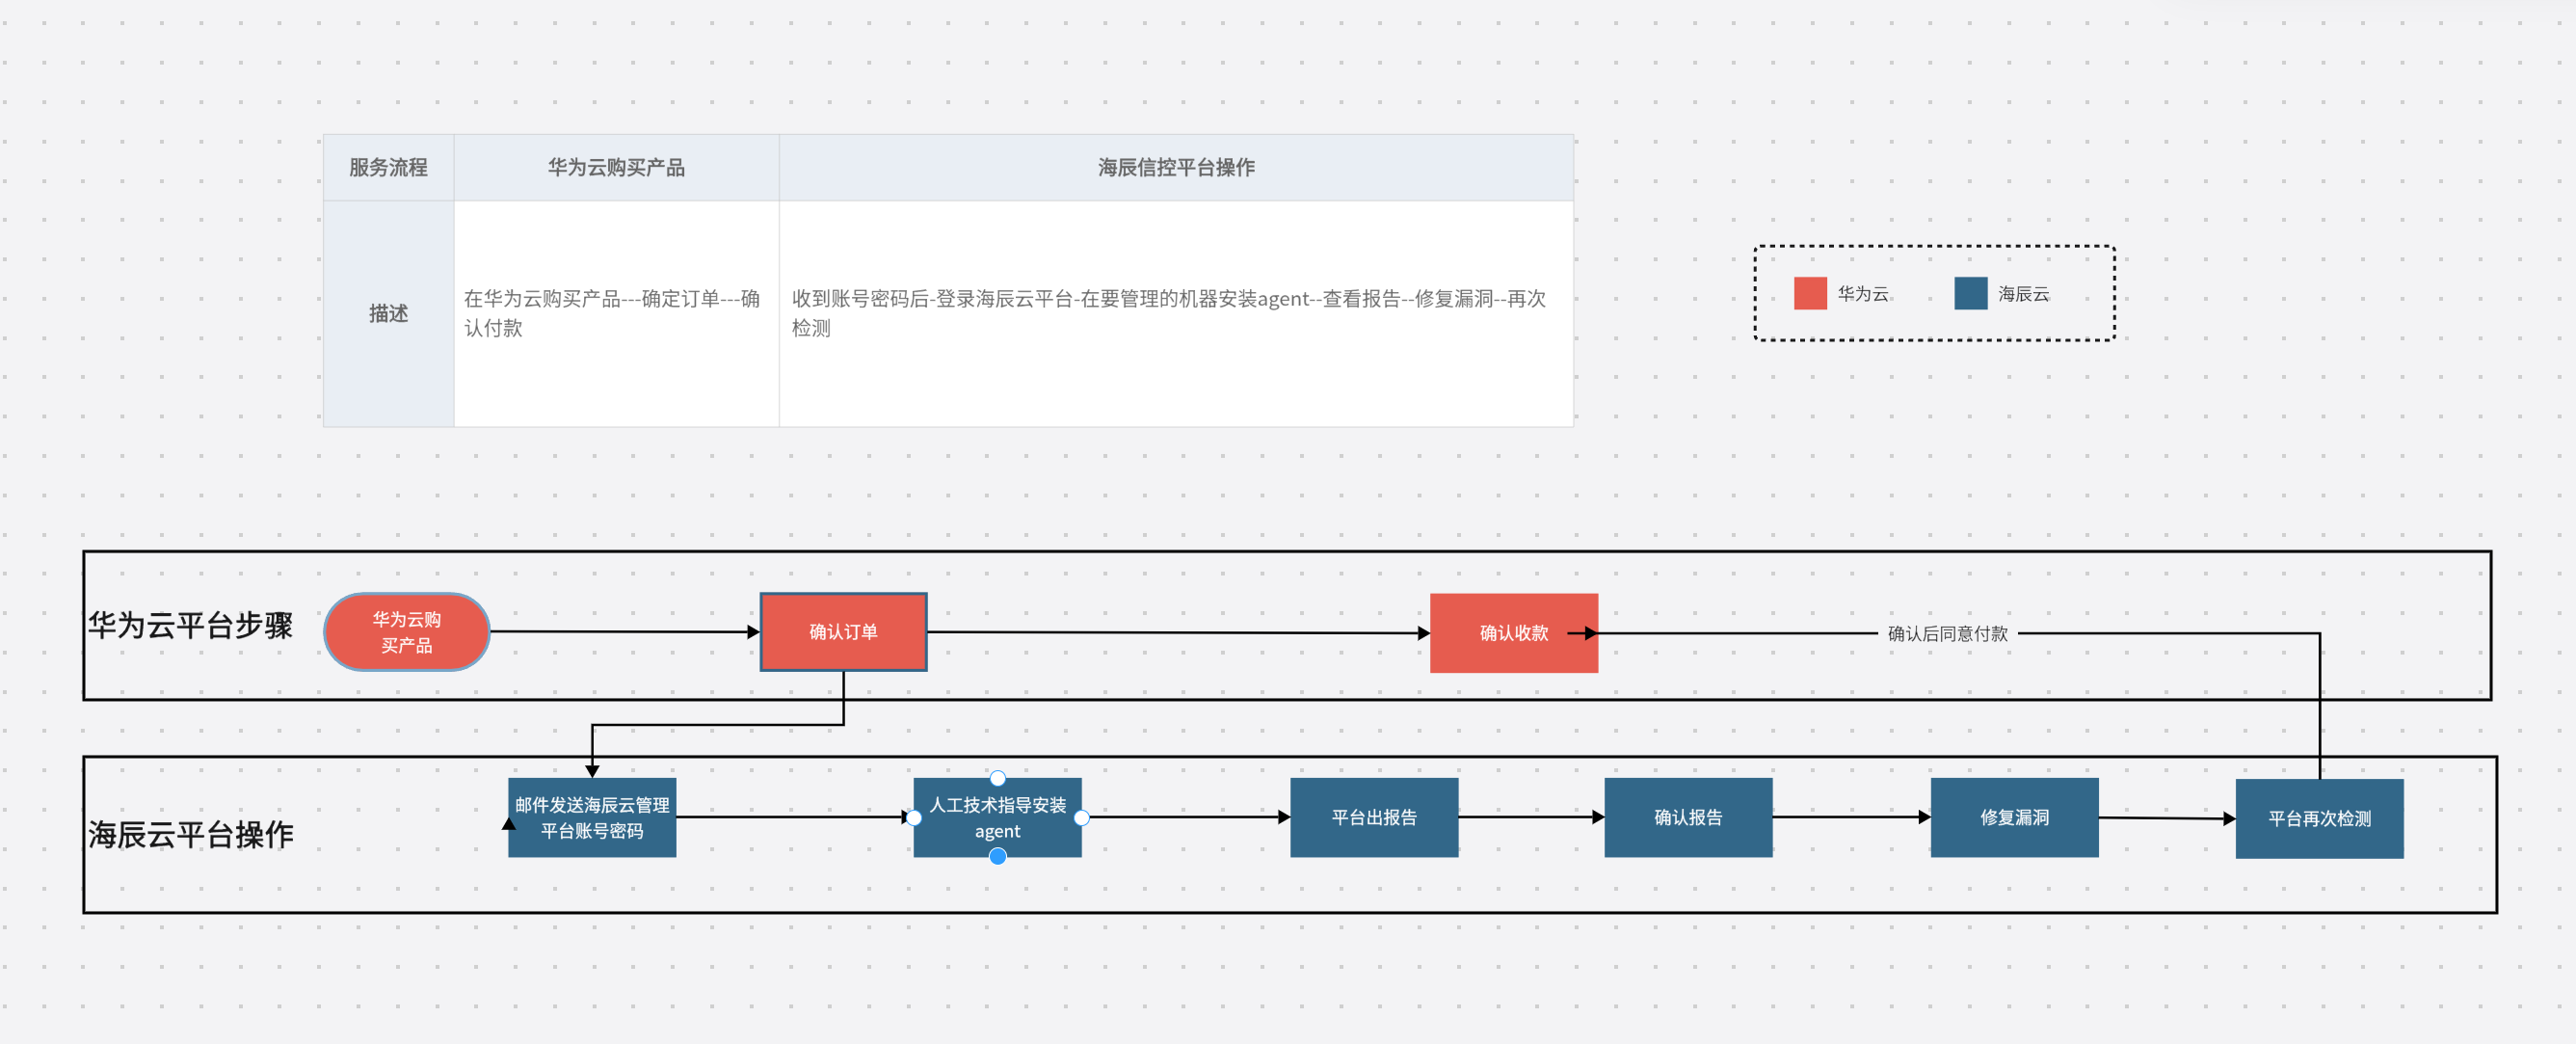 服务流程
华为云购买产品
海辰信控平台操作
描述
在华为云购买产品---确定订单---确
认付款
收到账号密码后-登录海辰云平台-在要管理的机器安装agent--查看报告--修复漏洞--再次
检测
华为云
海辰云
华为云平台步骤
华为云购
买产品
确认订单
确认收款
确认后同意付款
海辰云平台操作
邮件发送海辰云管理
平台账号密码
人工技术指导安装
agent
平台出报告
确认报告
修复漏洞
平台再次检测